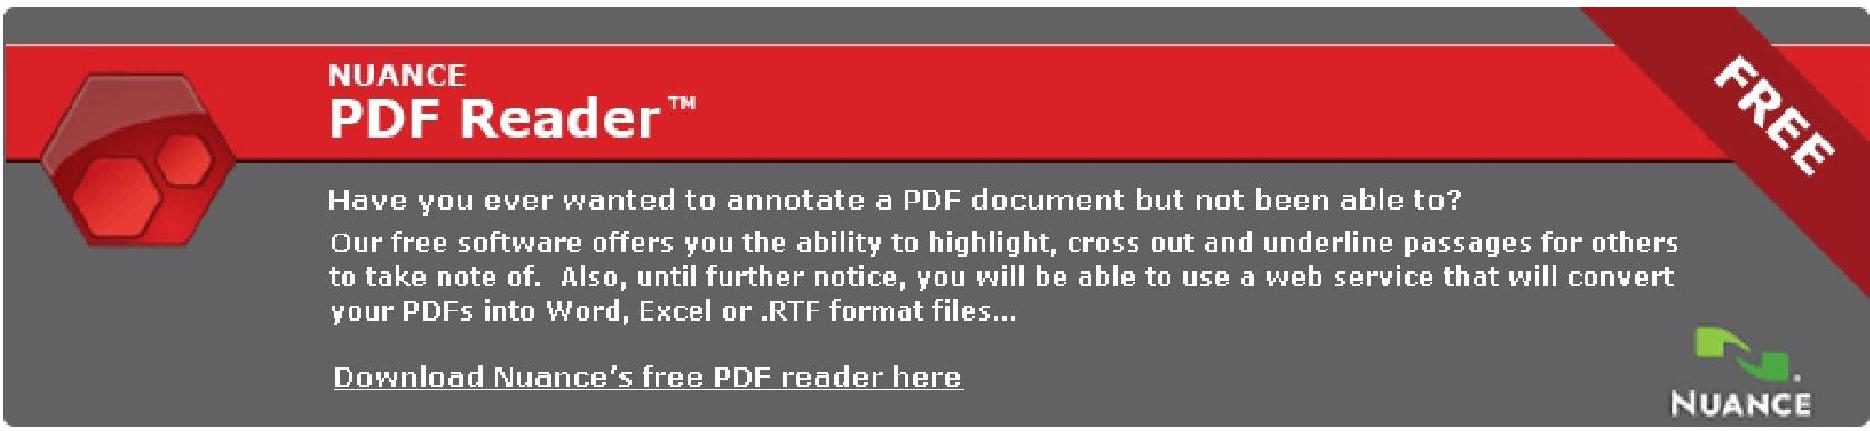 NUANCE
PDF Reader™
FREE
Have you ever wanted to annotate a PDF document but not been able to?
Our free software offers you the ability to highlight, cross out and underline passages for others
to take note of.  Also, until further notice, you will be able to use a web service that will convert
your PDFs into Word, Excel or .RTF format files...
Download Nuance's free PDF reader here
NUANCE